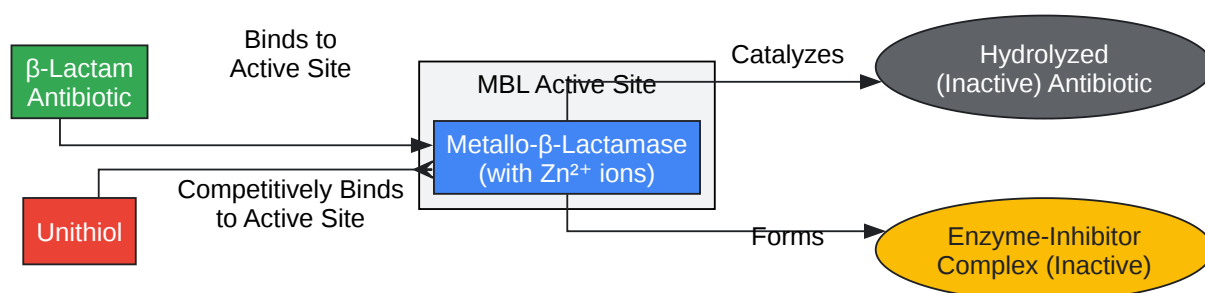 β-Lactam
Antibiotic
Binds to
Active Site
MBL Active Site
Metallo-β-Lactamase
(with Zn²⁺ ions)
Catalyzes
Hydrolyzed
(Inactive) Antibiotic
Unithiol
Competitively Binds
to Active Site
Forms
Enzyme-Inhibitor
Complex (Inactive)